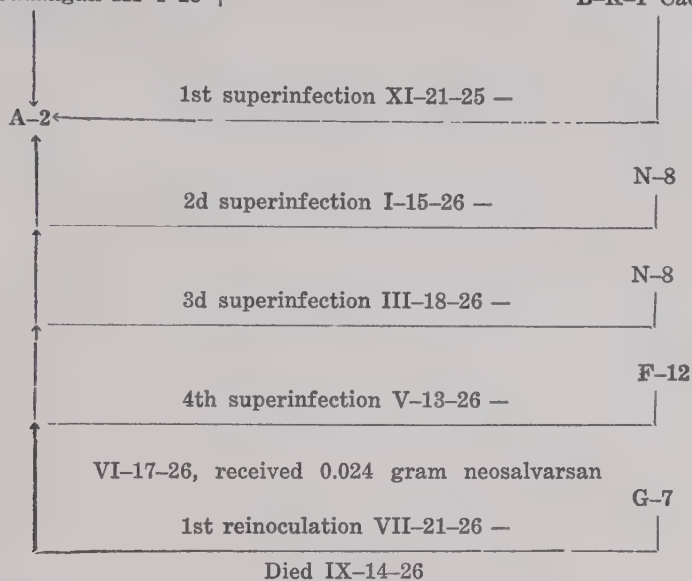 1st superinfection XI–21–25 —
A–2
N–8
2d superinfection I–15–26 —
N–8
3d superinfection III–18–26 —
F–12
4th superinfection V–13–26 —
VI–17–26, received 0.024 gram neosalvarsan
G–7
1st reinoculation VII–21–26 —
Died IX–14–26